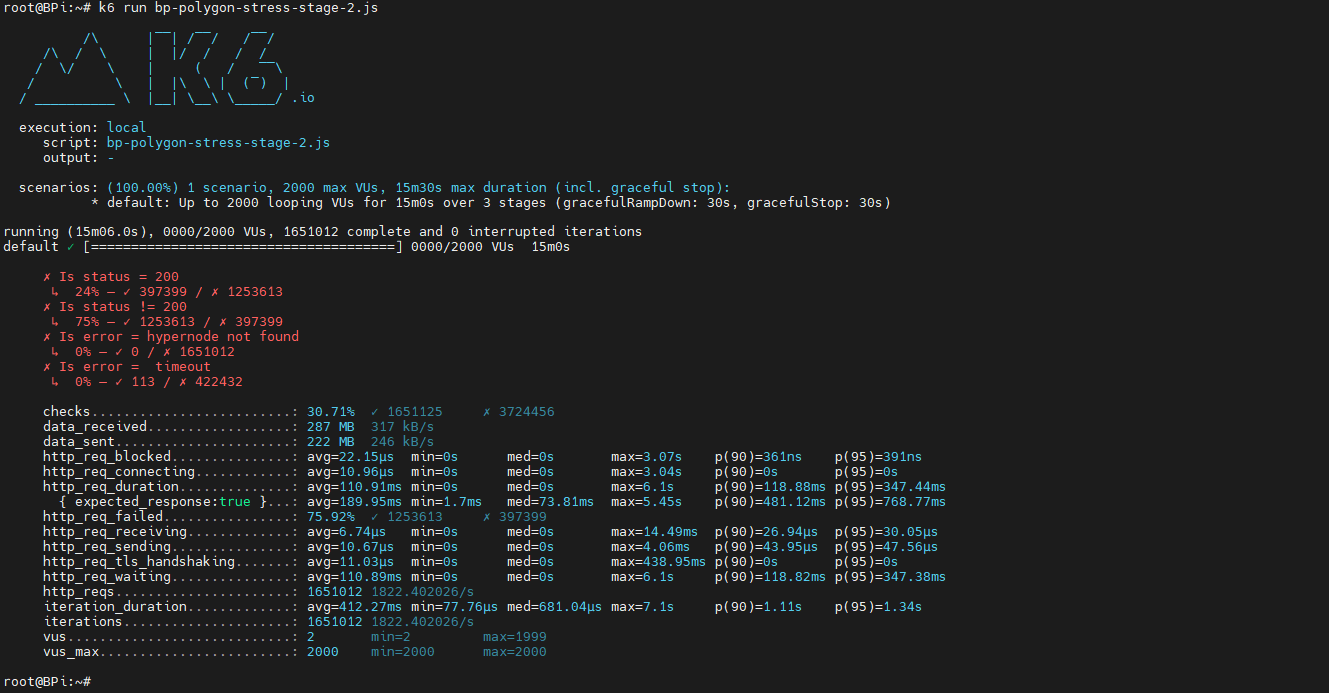 root@BPi:~# k6 run bp-polygon-stress-stage-2.js
K6 .io
execution: local
script: bp-polygon-stress-stage-2.js
output: -
scenarios: (100.00%) 1 scenario, 2000 max VUs, 15m30s max duration (incl. graceful stop):
* default: Up to 2000 looping VUs for 15m0s over 3 stages (gracefulRampDown: 30s, gracefulStop: 30s)
running (15m06.0s), 0000/2000 VUs, 1651012 complete and 0 interrupted iterations
default ✓ [======================================] 0000/2000 VUs  15m0s
✗ Is status = 200
↳  24% — ✓ 397399 / ✗ 1253613
✗ Is status != 200
↳  75% — ✓ 1253613 / ✗ 397399
✗ Is error = hypernode not found
↳  0% — ✓ 0 / ✗ 1651012
✗ Is error =  timeout
↳  0% — ✓ 113 / ✗ 422432
checks.........................: 30.71%  ✓ 1651125     ✗ 3724456
data_received..................: 287 MB  317 kB/s
data_sent......................: 222 MB  246 kB/s
http_req_blocked...............: avg=22.15µs  min=0s      med=0s       max=3.07s    p(90)=361ns    p(95)=391ns
http_req_connecting............: avg=10.96µs  min=0s      med=0s       max=3.04s    p(90)=0s       p(95)=0s
http_req_duration..............: avg=110.91ms min=0s      med=0s       max=6.1s     p(90)=118.88ms p(95)=347.44ms
{ expected_response:true }...: avg=189.95ms min=1.7ms   med=73.81ms  max=5.45s    p(90)=481.12ms p(95)=768.77ms
http_req_failed................: 75.92%  ✓ 1253613     ✗ 397399
http_req_receiving.............: avg=6.74µs   min=0s      med=0s       max=14.49ms  p(90)=26.94µs  p(95)=30.05µs
http_req_sending...............: avg=10.67µs  min=0s      med=0s       max=4.06ms   p(90)=43.95µs  p(95)=47.56µs
http_req_tls_handshaking.......: avg=11.03µs  min=0s      med=0s       max=438.95ms p(90)=0s       p(95)=0s
http_req_waiting...............: avg=110.89ms min=0s      med=0s       max=6.1s     p(90)=118.82ms p(95)=347.38ms
http_reqs......................: 1651012 1822.402026/s
iteration_duration.............: avg=412.27ms min=77.76µs med=681.04µs max=7.1s     p(90)=1.11s    p(95)=1.34s
iterations.....................: 1651012 1822.402026/s
vus............................: 2       min=2         max=1999
vus_max........................: 2000    min=2000      max=2000
root@BPi:~#